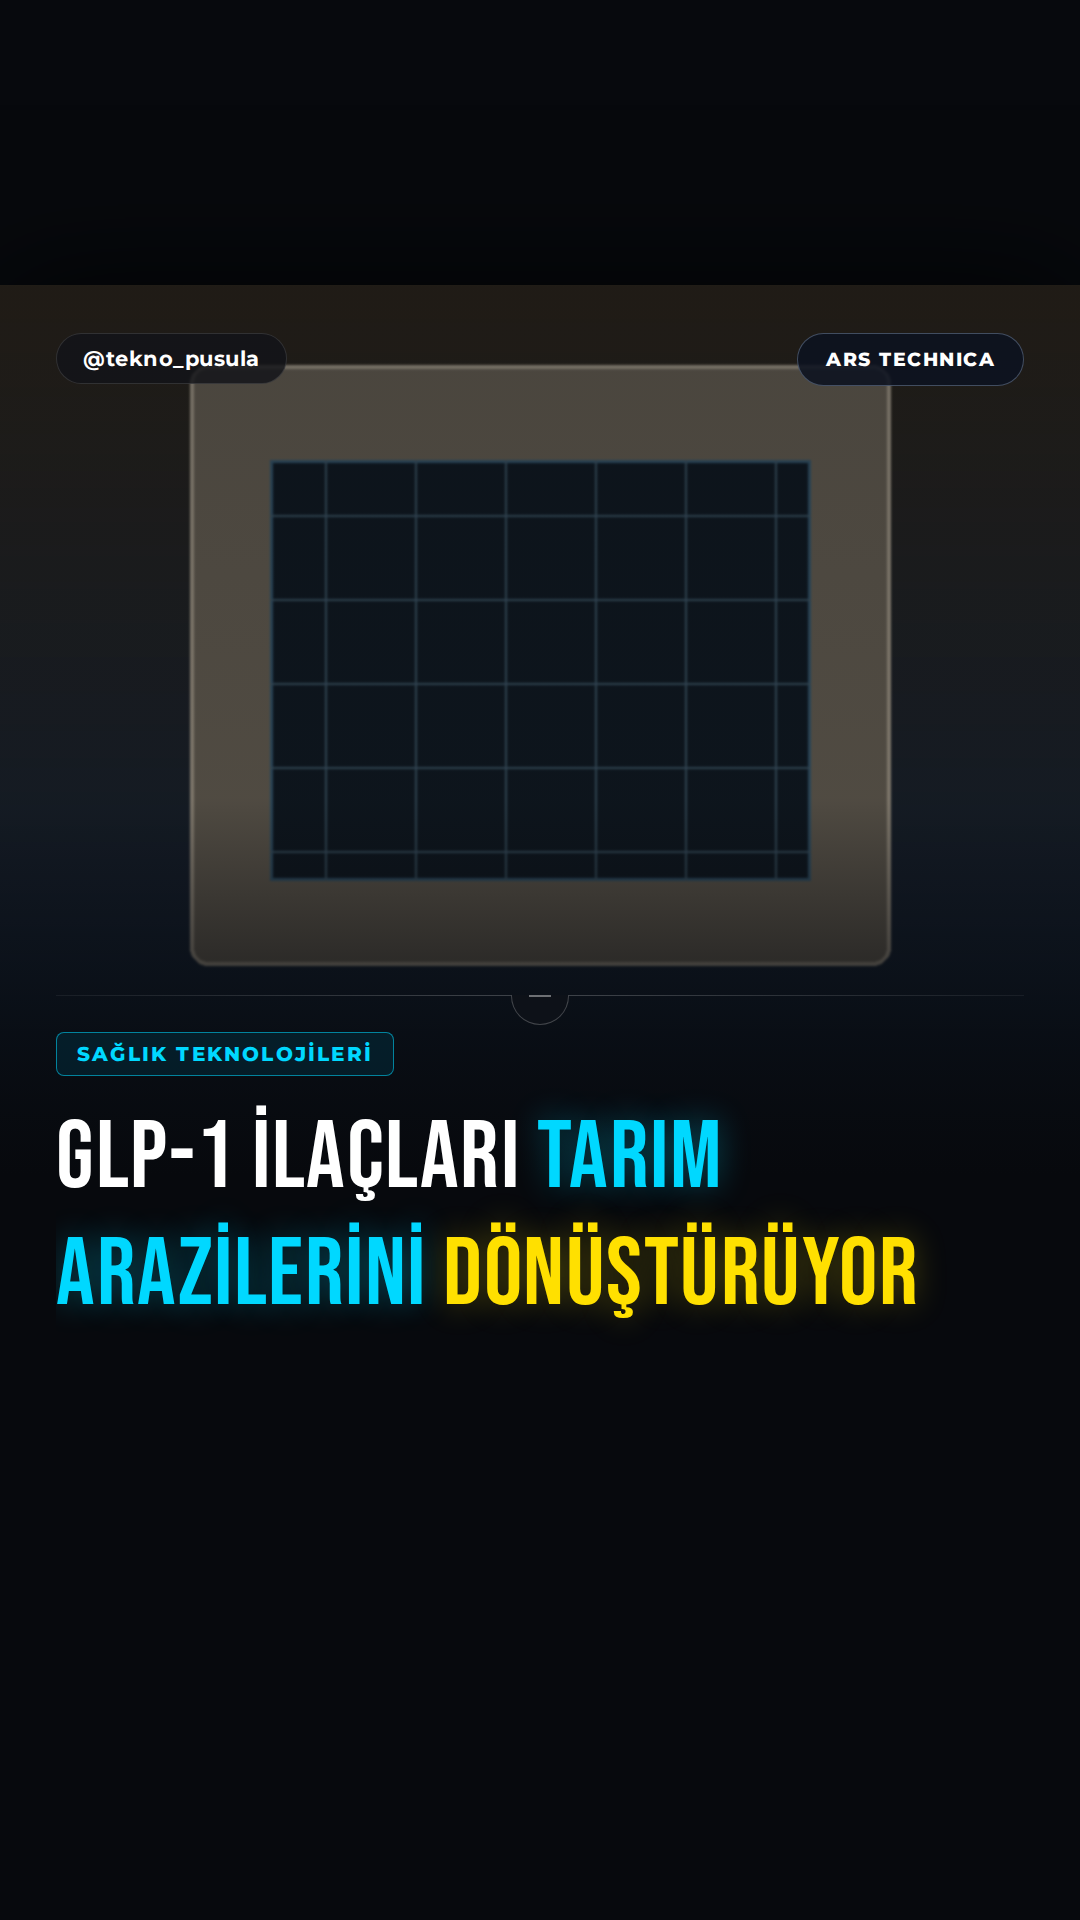 @tekno_pusula
ARS TECHNICA
SAĞLIK TEKNOLOJİLERİ
GLP-1 İLAÇLARI TARIM
ARAZİLERİNİ DÖNÜŞTÜRÜYOR